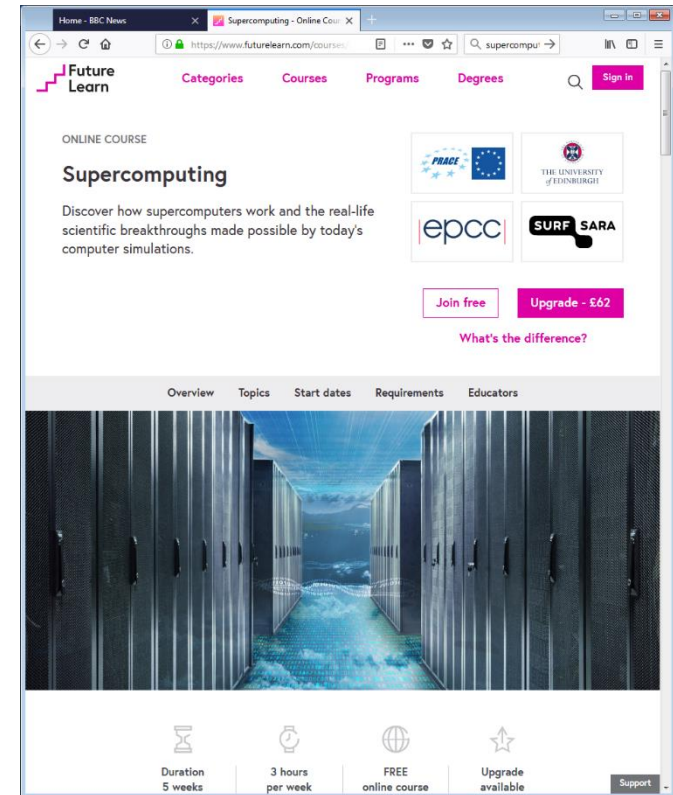 Home - BBC News
Supercomputing - Online Cour
https://www.futurelearn.com/courses/
supercomput
Future
Learn
Categories
Courses
Programs
Degrees
Sign in
ONLINE COURSE
Supercomputing
Discover how supercomputers work and the real-life
scientific breakthroughs made possible by today's
computer simulations.
PRACE
THE UNIVERSITY
of EDINBURGH
epcc
SURF SARA
Join free
Upgrade - £62
What's the difference?
Overview
Topics
Start dates
Requirements
Educators
Duration
5 weeks
3 hours
per week
FREE
online course
Upgrade
available
Support